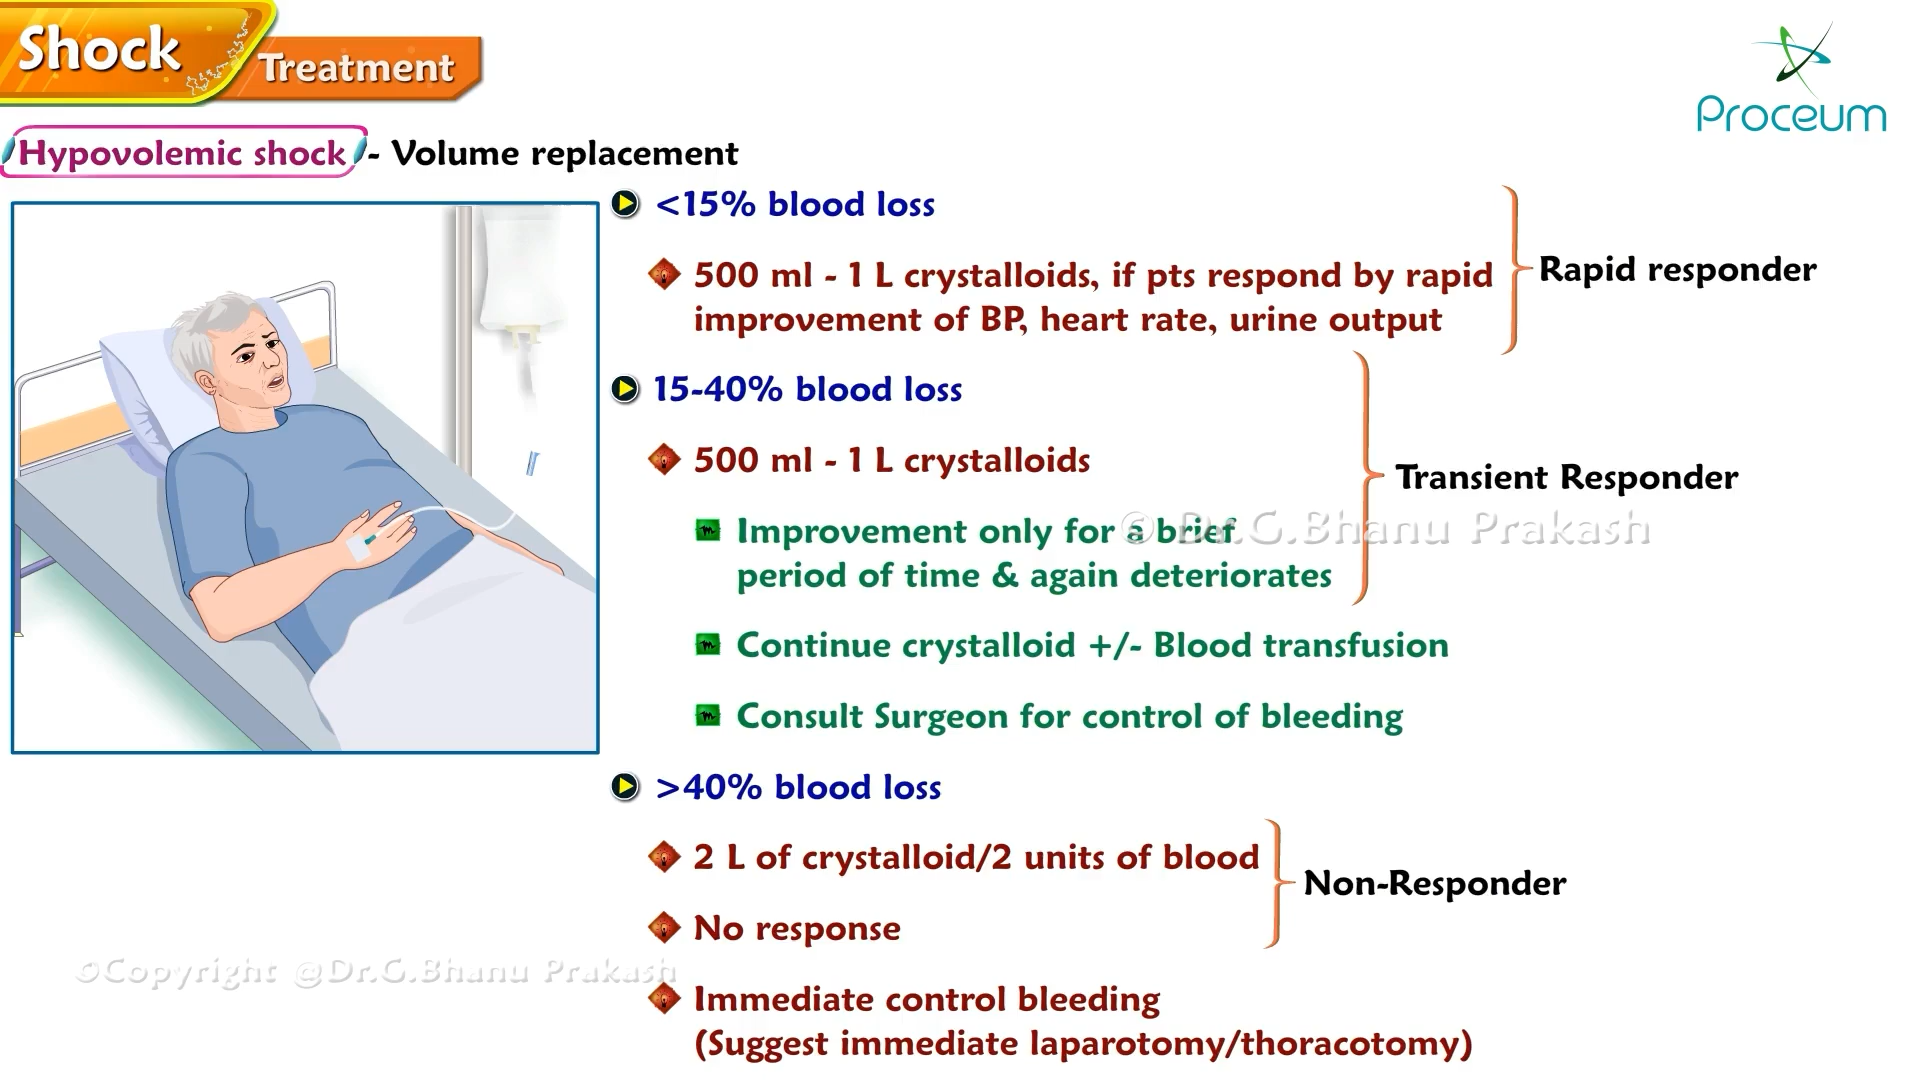 Shock
Treatment
Proceum
Hypovolemic shock - Volume replacement
<15% blood loss
500 ml - 1 L crystalloids, if pts respond by rapid
improvement of BP, heart rate, urine output
Rapid responder
15-40% blood loss
500 ml - 1 L crystalloids
Improvement only for a brief
period of time & again deteriorates
Transient Responder
© Dr.G.Bhanu Prakash
Continue crystalloid +/- Blood transfusion
Consult Surgeon for control of bleeding
>40% blood loss
2 L of crystalloid/2 units of blood
No response
Non-Responder
©Copyright @Dr.G.Bhanu Prakash
Immediate control bleeding
(Suggest immediate laparotomy/thoracotomy)